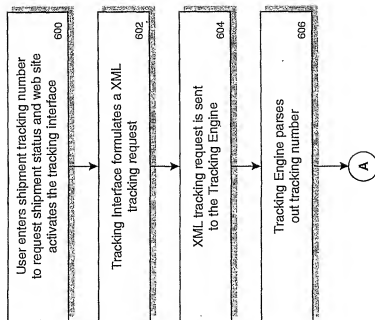 User enters shipment tracking number
to request shipment status and web site
activates the tracking interface
600
Tracking Interface formulates a XML
tracking request
602
XML tracking request is sent
to the Tracking Engine
604
Tracking Engine parses
out tracking number
606
A